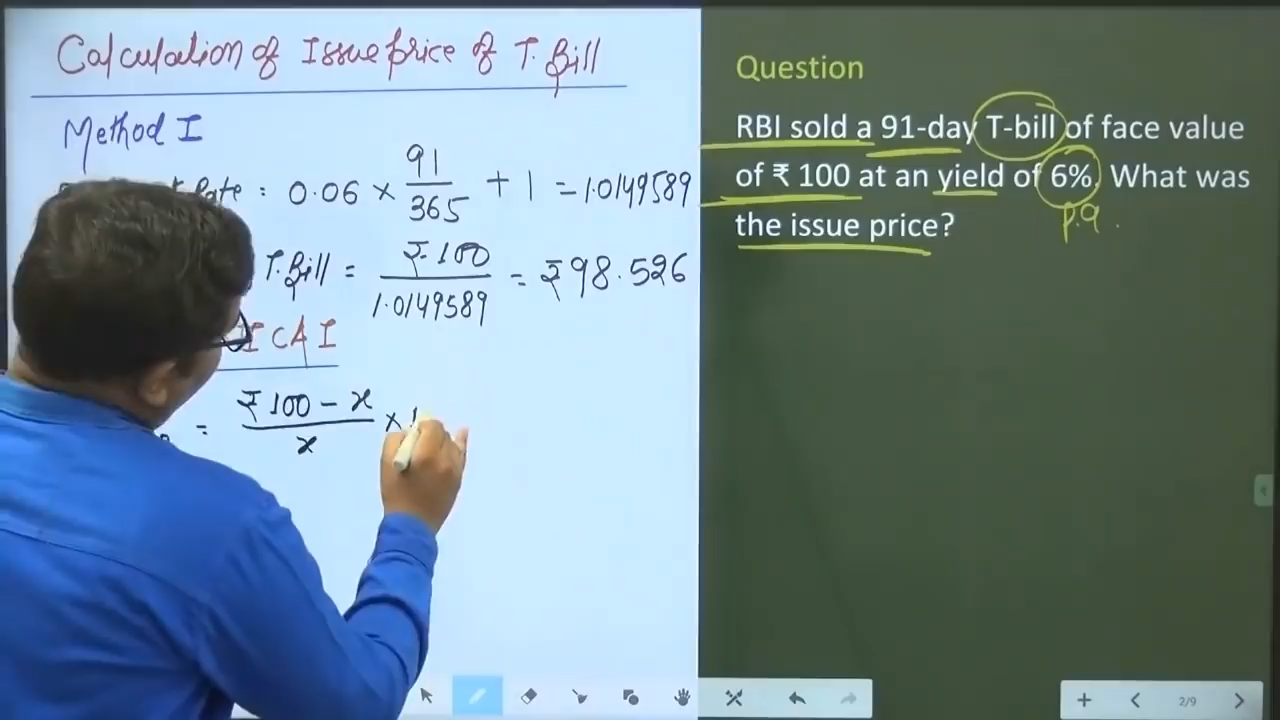 Calculation of Issue price of T. Bill
Method I
Rate : 0.06 × 91/365 + 1 = 1.0149589
T. Bill = ₹ 100/1.0149589 = ₹ 98.526
ICAI
= ₹ 100 - x/x ×
Question
RBI sold a 91-day T-bill of face value
of ₹ 100 at an yield of 6%. What was
the issue price?
p.a.
2/9